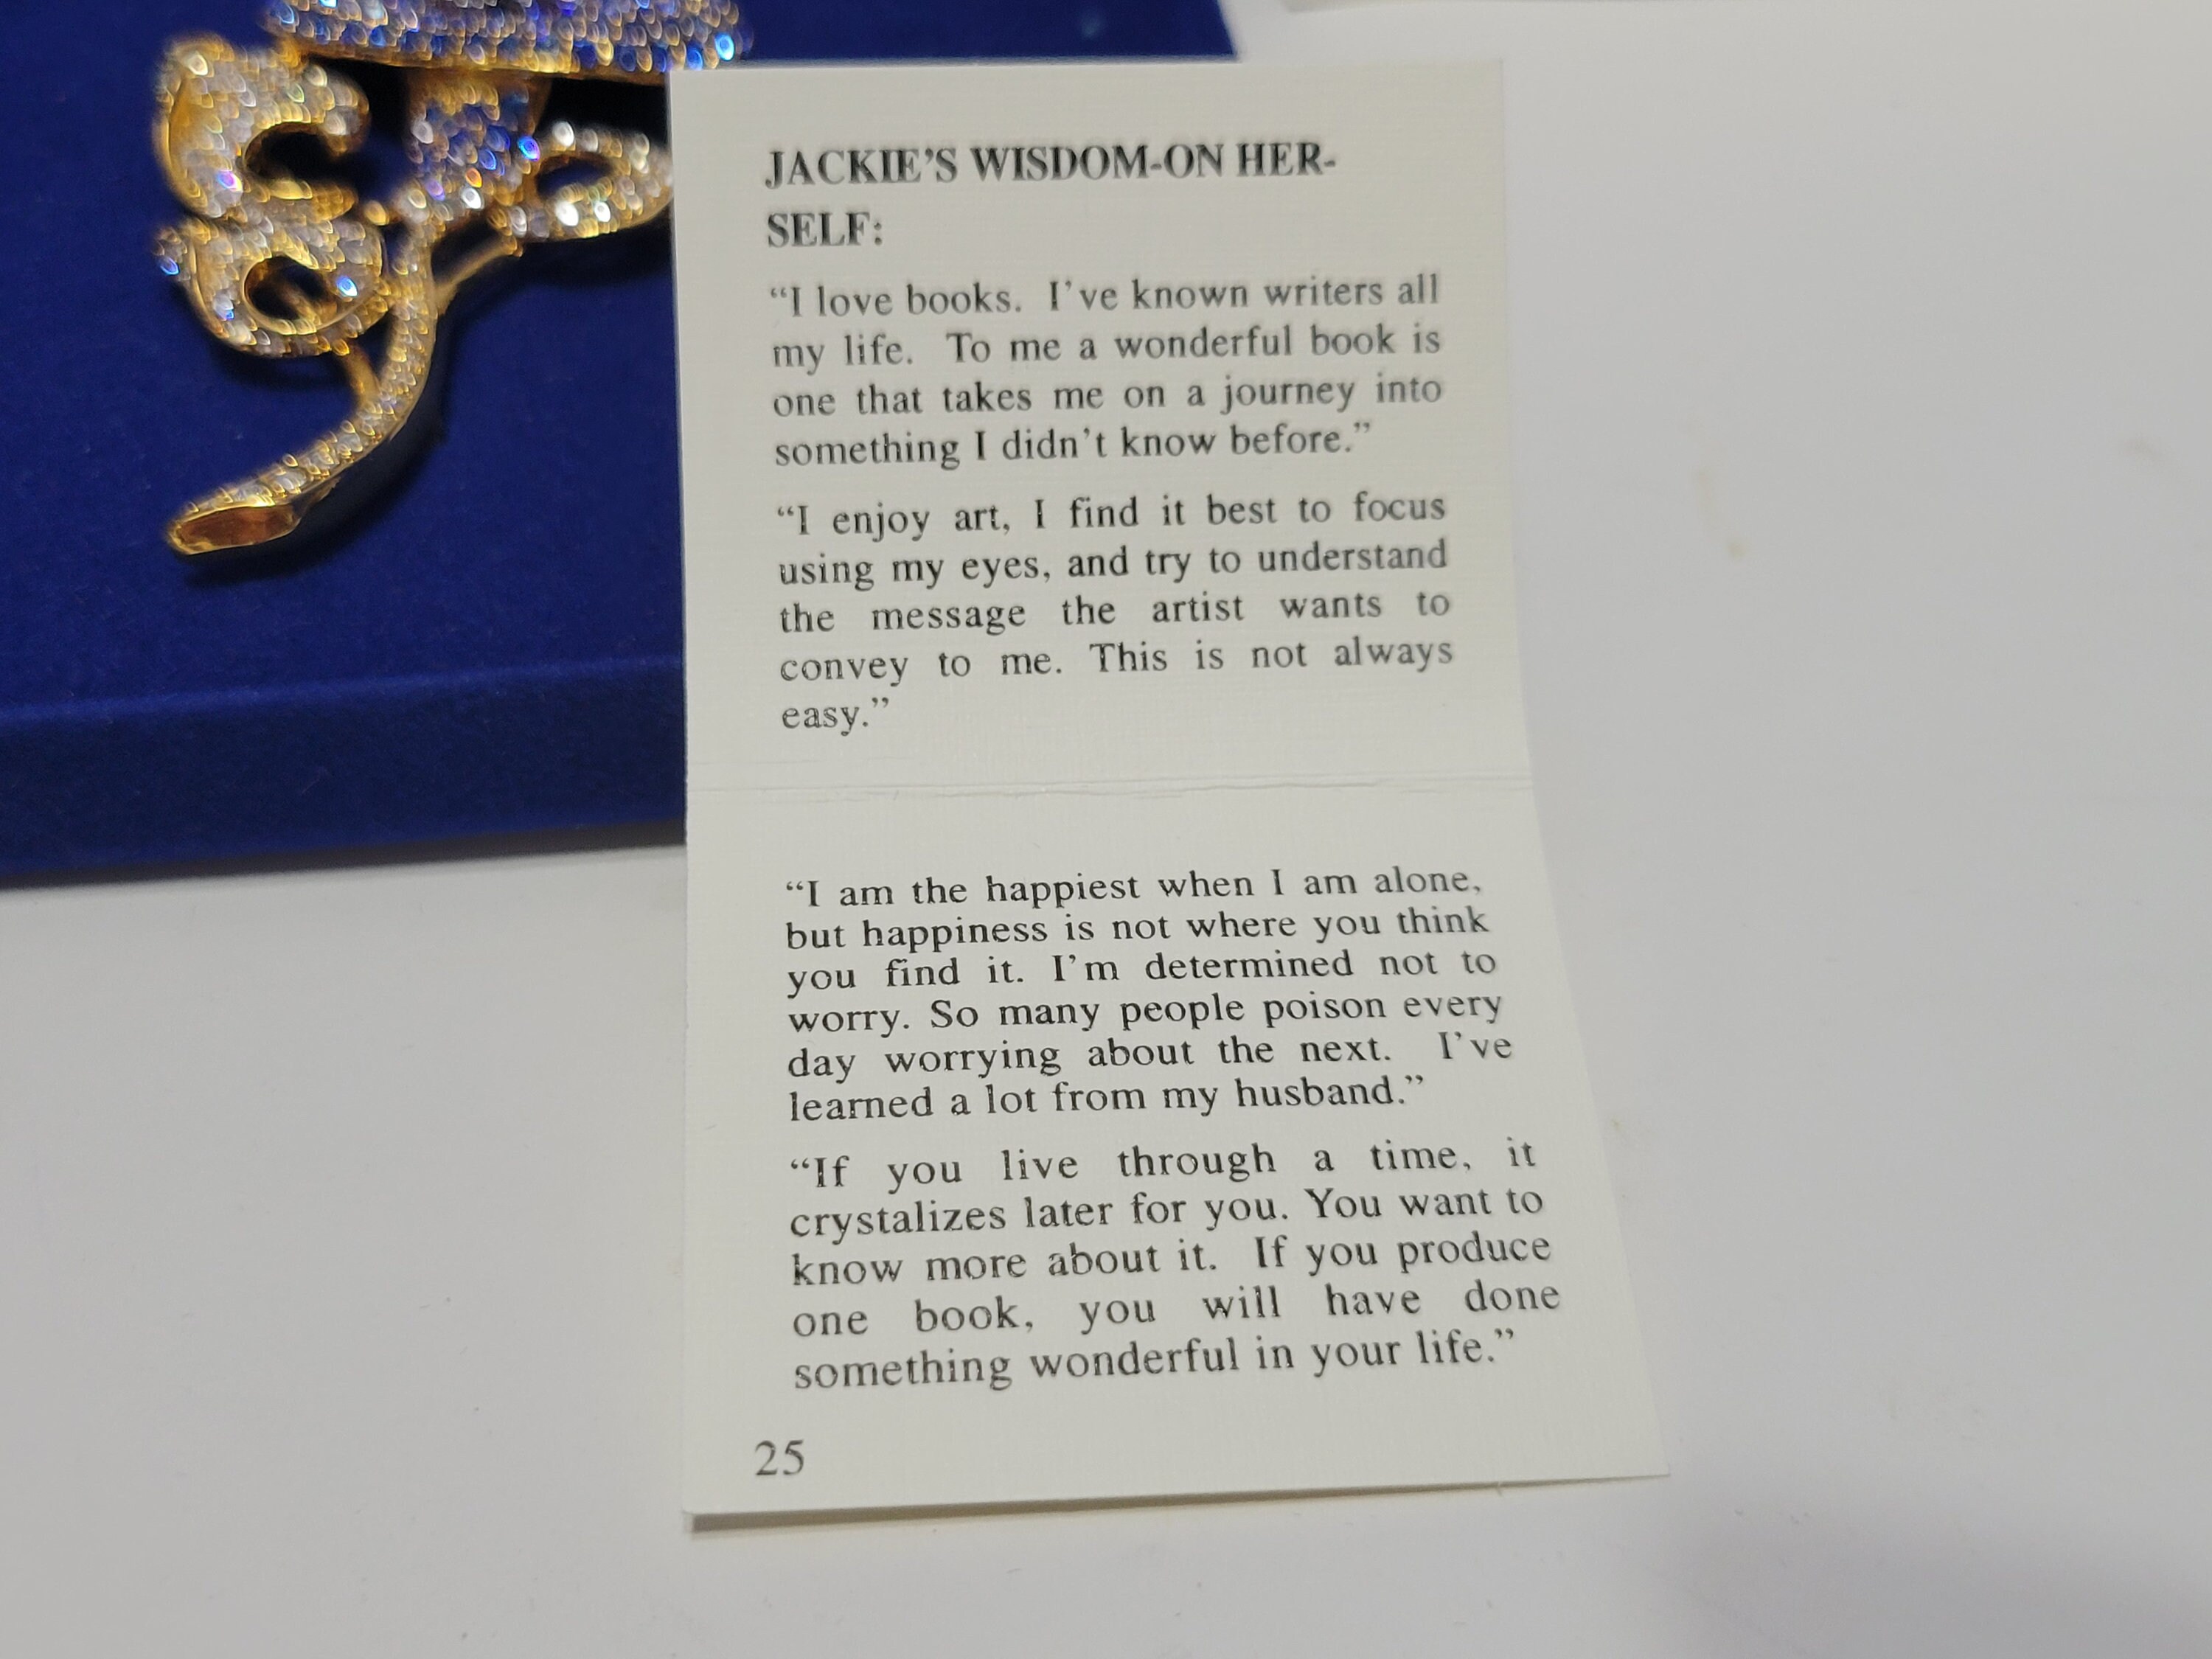 JACKIE’S WISDOM-ON HER-
SELF:
“I love books. I’ve known writers all
my life. To me a wonderful book is
one that takes me on a journey into
something I didn’t know before.”
“I enjoy art, I find it best to focus
using my eyes, and try to understand
the message the artist wants to
convey to me. This is not always
easy.”
“I am the happiest when I am alone,
but happiness is not where you think
you find it. I’m determined not to
worry. So many people poison every
day worrying about the next. I’ve
learned a lot from my husband.”
“If you live through a time, it
crystalizes later for you. You want to
know more about it. If you produce
one book, you will have done
something wonderful in your life.”
25